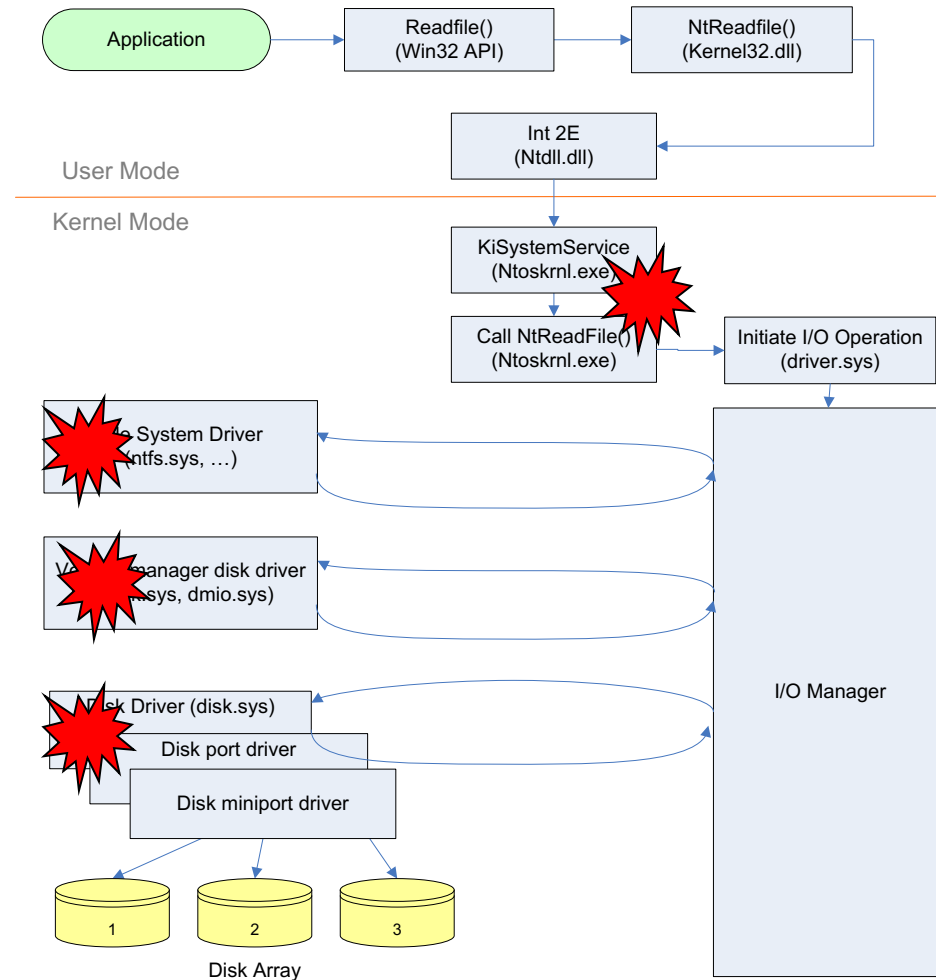 Application
Readfile()
(Win32 API)
NtReadfile()
(Kernel32.dll)
Int 2E
(Ntdll.dll)
User Mode
Kernel Mode
KiSystemService
(Ntoskrnl.exe)
Call NtReadFile()
(Ntoskrnl.exe)
Initiate I/O Operation
(driver.sys)
System Driver
(ntfs.sys, …)
manager disk driver
dmio.sys)
I/O Manager
Disk Driver (disk.sys)
Disk port driver
Disk miniport driver
1
2
3
Disk Array